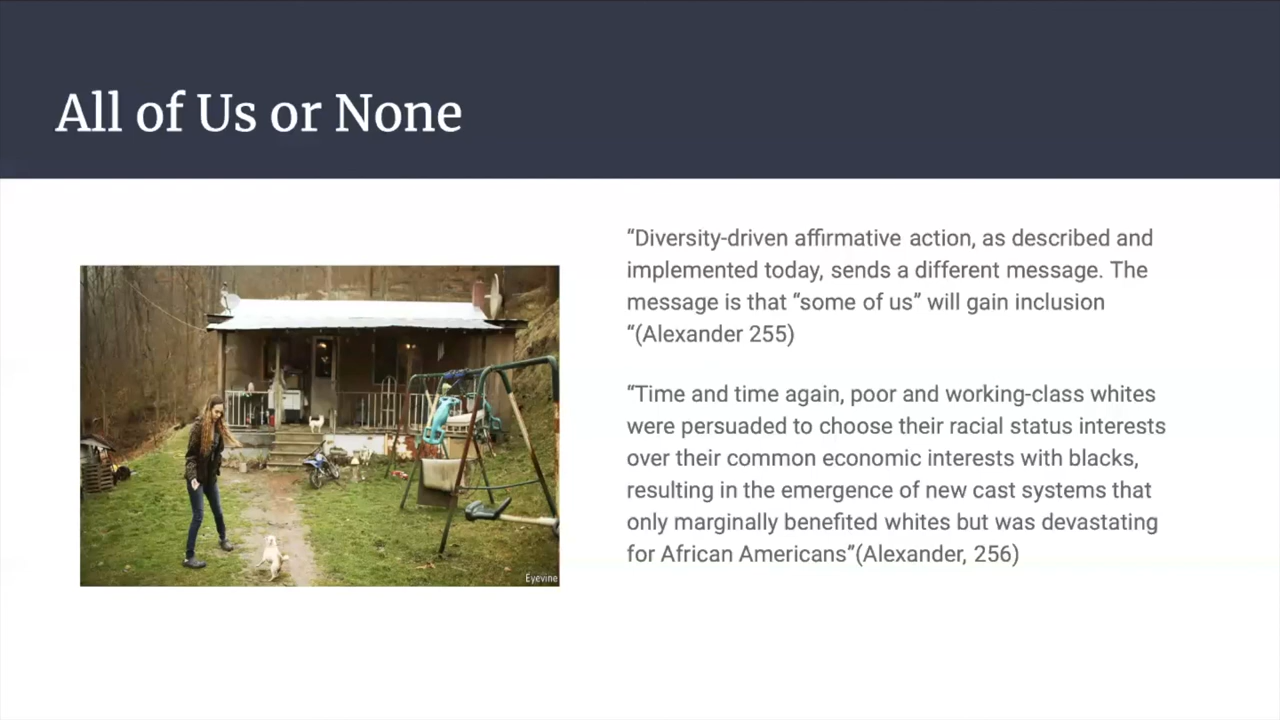 All of Us or None
“Diversity-driven affirmative action, as described and
implemented today, sends a different message. The
message is that “some of us” will gain inclusion
“(Alexander 255)
“Time and time again, poor and working-class whites
were persuaded to choose their racial status interests
over their common economic interests with blacks,
resulting in the emergence of new cast systems that
only marginally benefited whites but was devastating
for African Americans”(Alexander, 256)
Eyevine